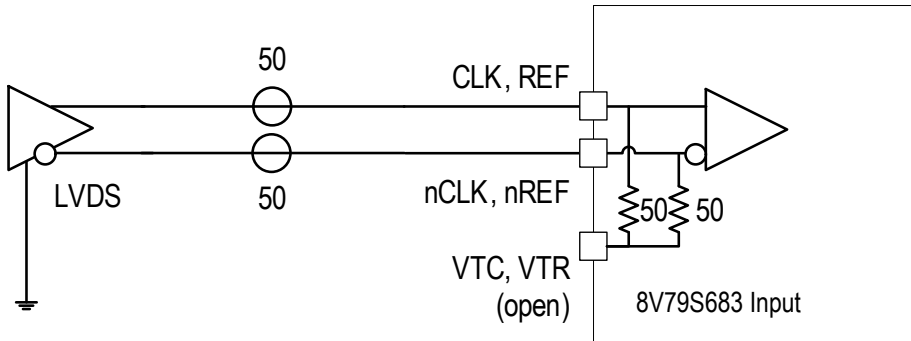 50
CLK, REF
LVDS
50
nCLK, nREF
50
50
VTC, VTR
(open)
8V79S683 Input